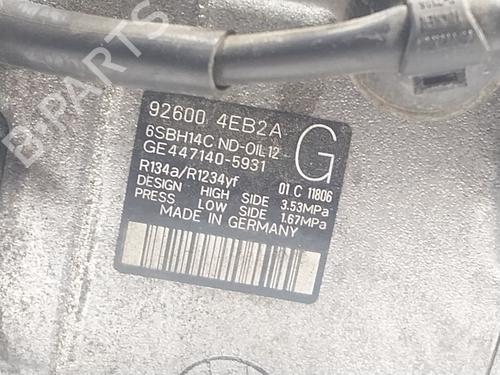 92600 4EB2A
6SBH14C ND-OIL12
GE447140-5931
G
R134a/R1234yf 01 C 11806
DESIGN HIGH SIDE 3.53MPa
PRESS LOW SIDE 1.67MPa
MADE IN GERMANY